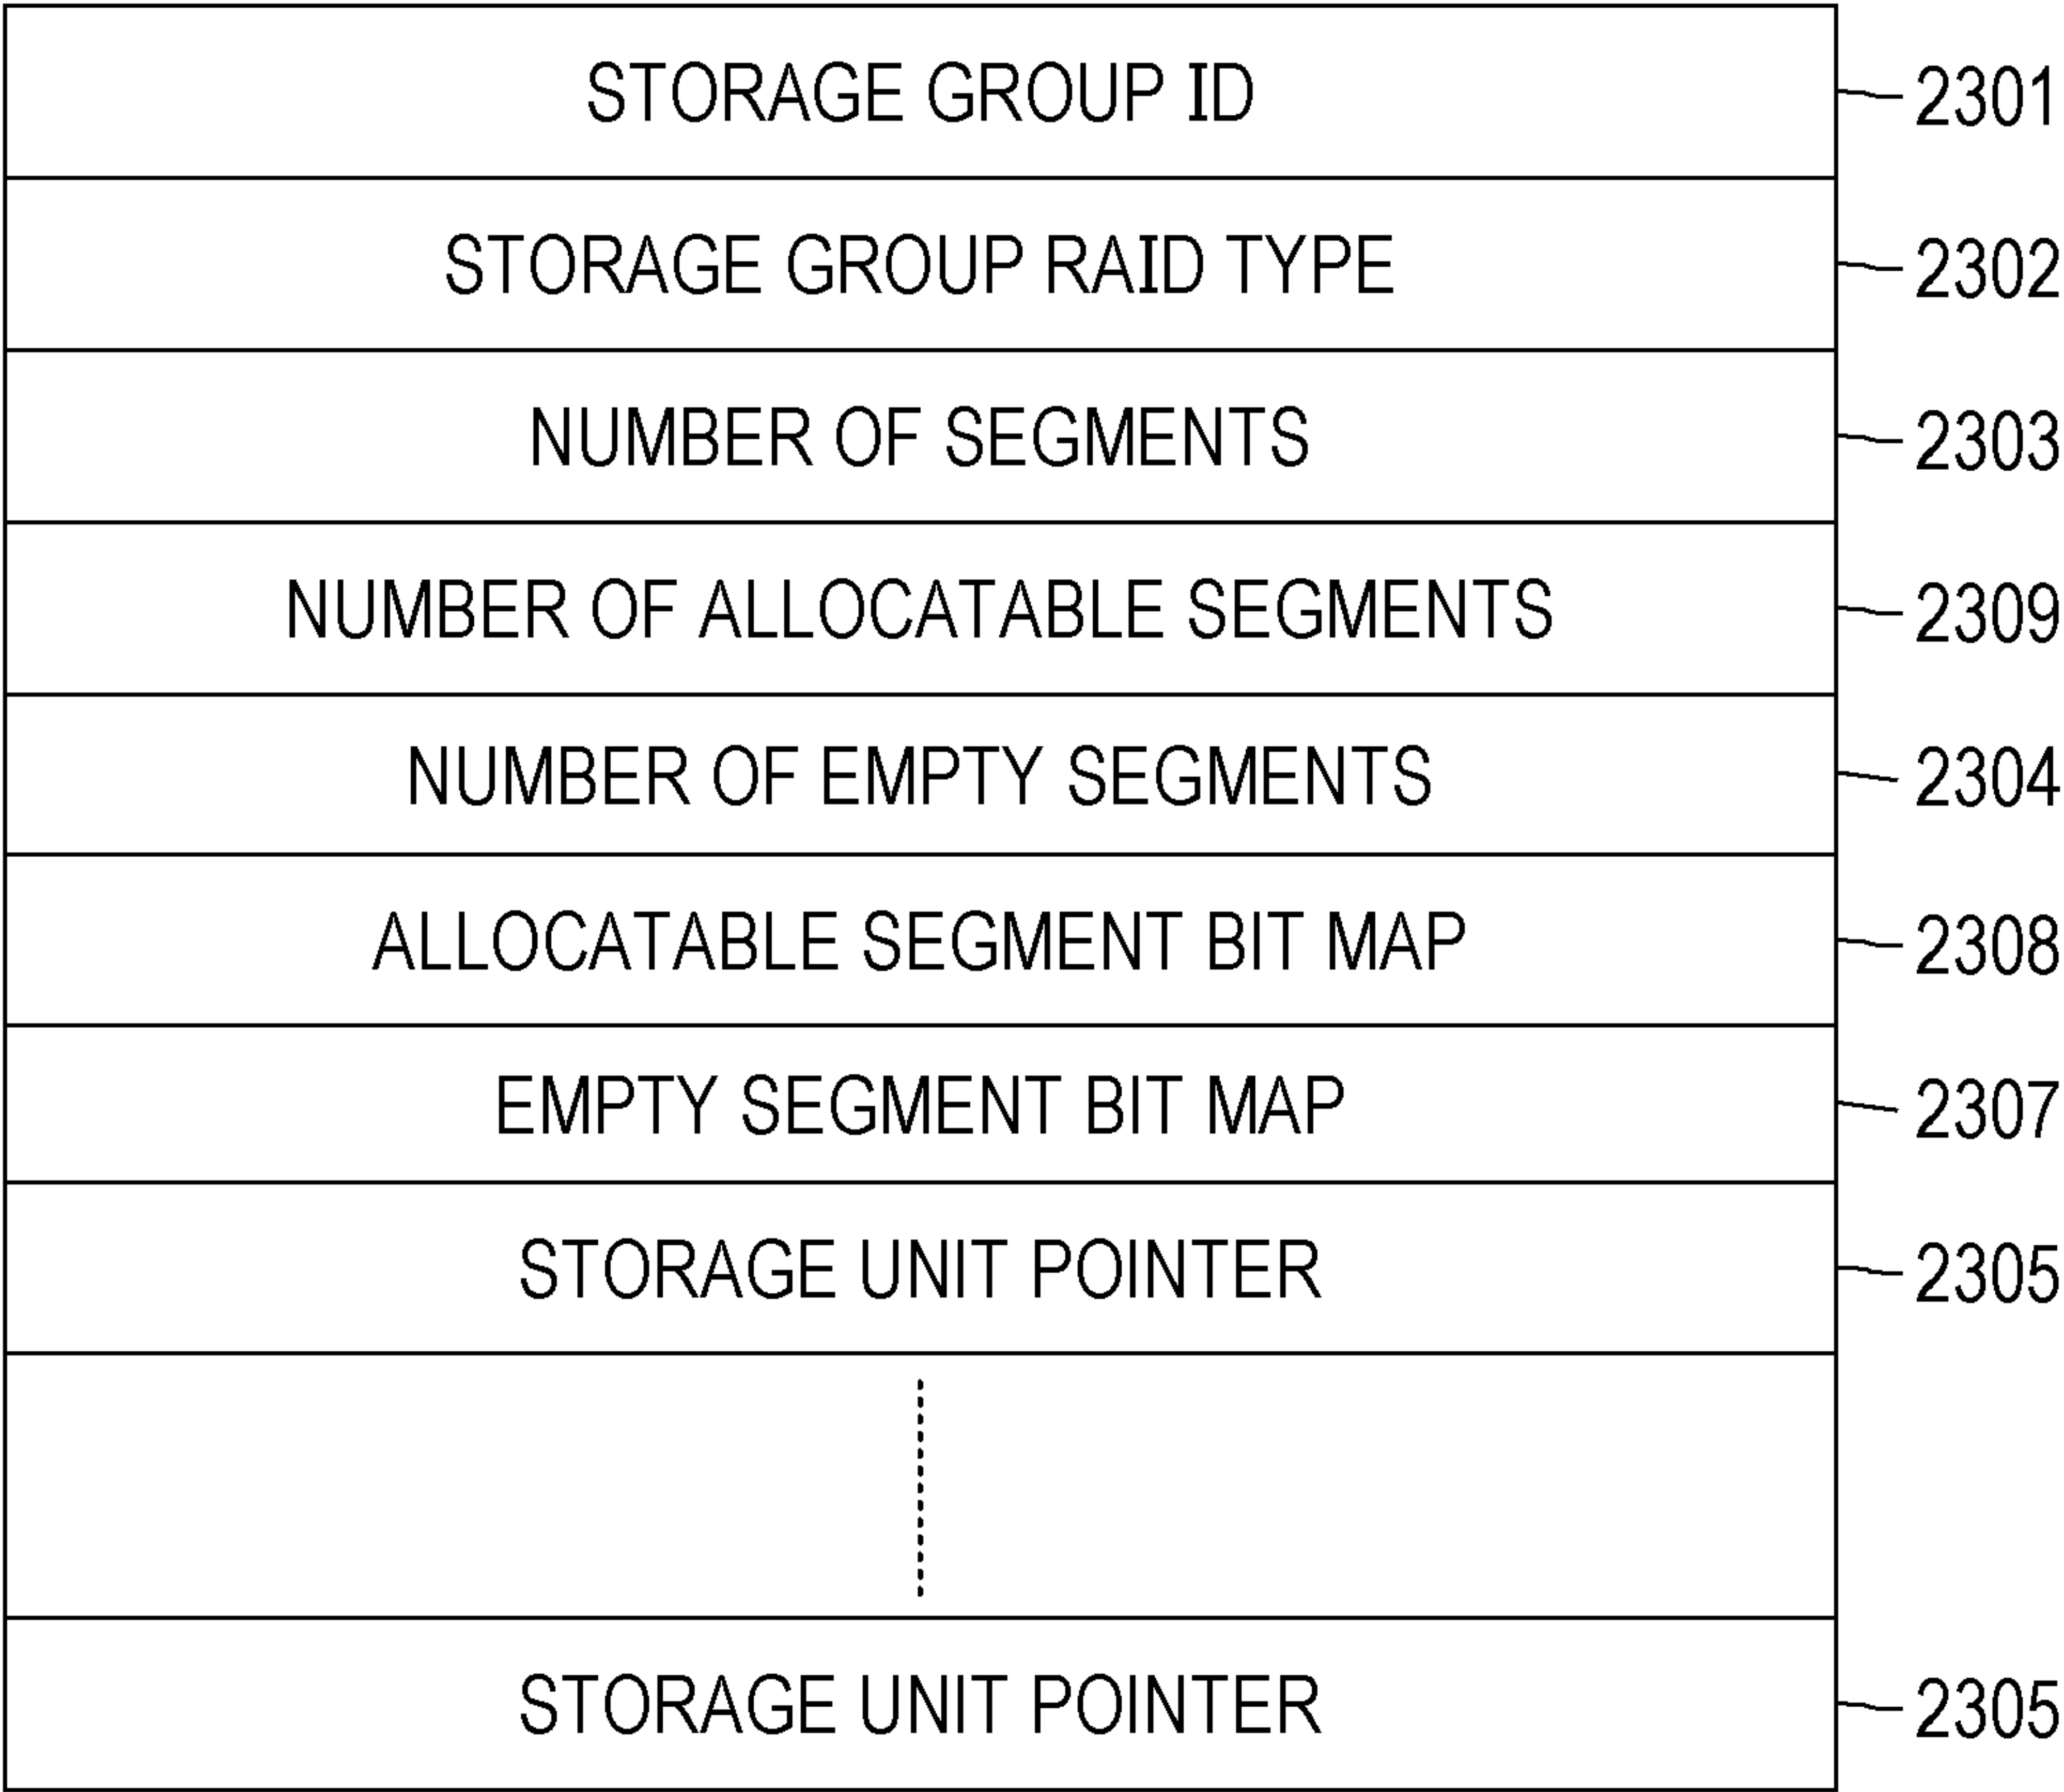 STORAGE GROUP ID 2301
STORAGE GROUP RAID TYPE 2302
NUMBER OF SEGMENTS 2303
NUMBER OF ALLOCATABLE SEGMENTS 2309
NUMBER OF EMPTY SEGMENTS 2304
ALLOCATABLE SEGMENT BIT MAP 2308
EMPTY SEGMENT BIT MAP 2307
STORAGE UNIT POINTER 2305
STORAGE UNIT POINTER 2305